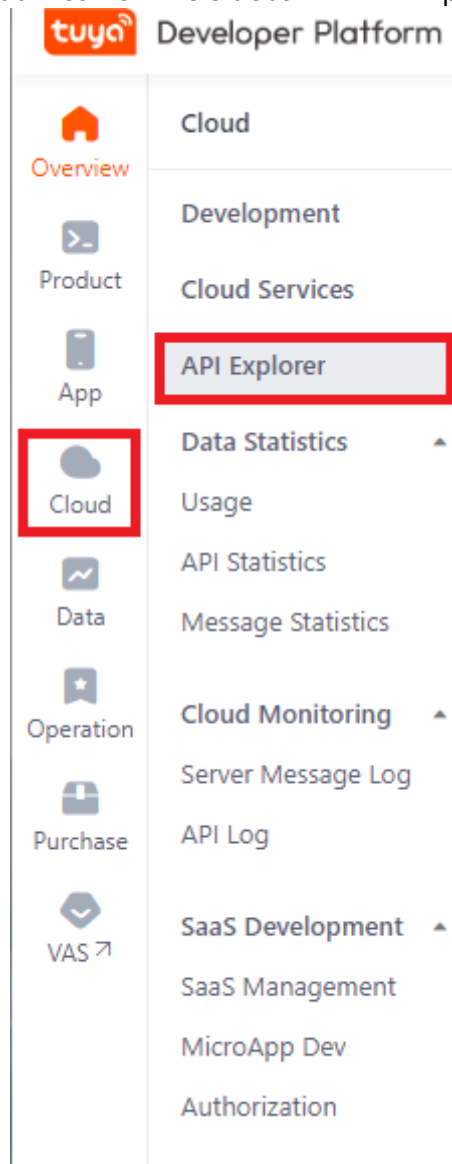 tuya Developer Platform
Overview
Product
App
Cloud
Data
Operation
Purchase
VAS
Cloud
Development
Cloud Services
API Explorer
Data Statistics
Usage
API Statistics
Message Statistics
Cloud Monitoring
Server Message Log
API Log
SaaS Development
SaaS Management
MicroApp Dev
Authorization